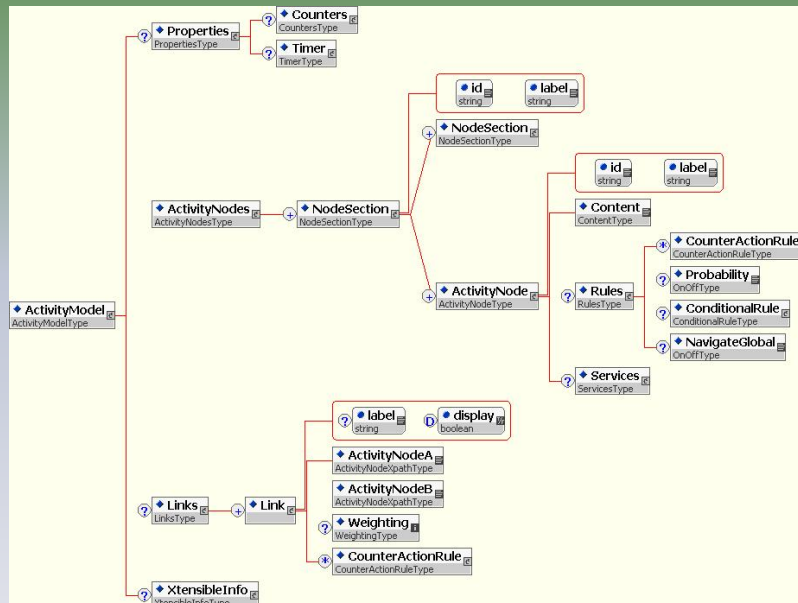 Counters
CountersType
Properties
PropertiesType
Timer
TimerType
id
string
label
string
NodeSection
NodeSectionType
id
string
label
string
ActivityNodes
ActivityNodesType
NodeSection
NodeSectionType
Content
ContentType
CounterActionRule
CounterActionRuleType
Probability
OnOffType
ActivityNode
ActivityNodeType
Rules
RulesType
ConditionalRule
ConditionalRuleType
ActivityModel
ActivityModelType
NavigateGlobal
OnOffType
Services
ServicesType
label
string
display
boolean
ActivityNodeA
ActivityNodeXpathType
ActivityNodeB
ActivityNodeXpathType
Links
LinksType
Link
Weighting
WeightingType
CounterActionRule
CounterActionRuleType
XtensibleInfo
XtensibleInfoType